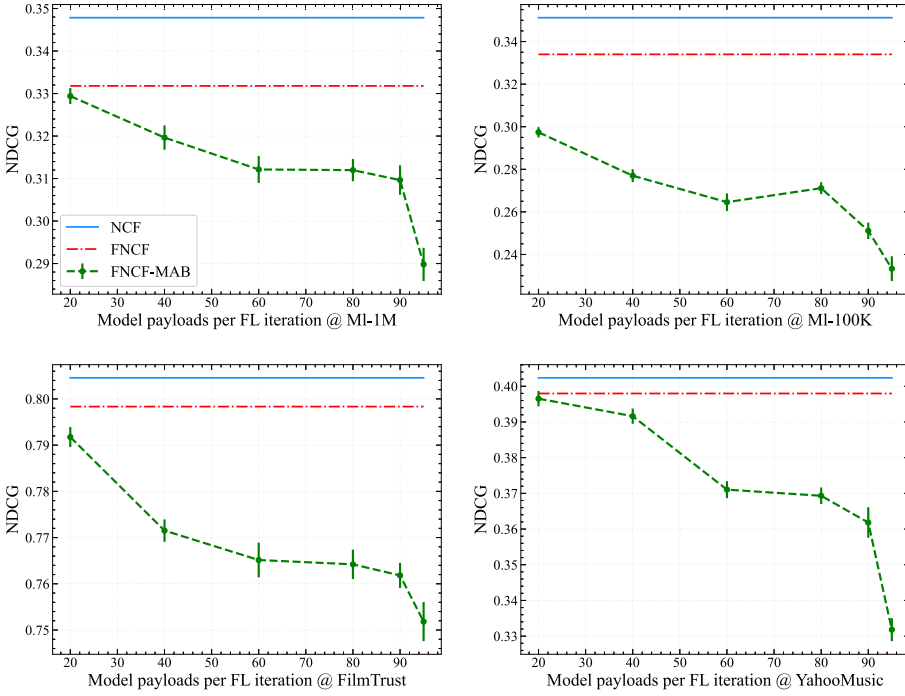 0.35
0.34
0.33
0.32
0.31
0.30
0.29
NDCG
NCF
FNCF
FNCF-MAB
20 30 40 50 60 70 80 90
Model payloads per FL iteration @ Ml-1M
0.34
0.32
0.30
0.28
0.26
0.24
NDCG
20 30 40 50 60 70 80 90
Model payloads per FL iteration @ Ml-100K
0.80
0.79
0.78
0.77
0.76
0.75
NDCG
20 30 40 50 60 70 80 90
Model payloads per FL iteration @ FilmTrust
0.40
0.39
0.38
0.37
0.36
0.35
0.34
0.33
NDCG
20 30 40 50 60 70 80 90
Model payloads per FL iteration @ YahooMusic